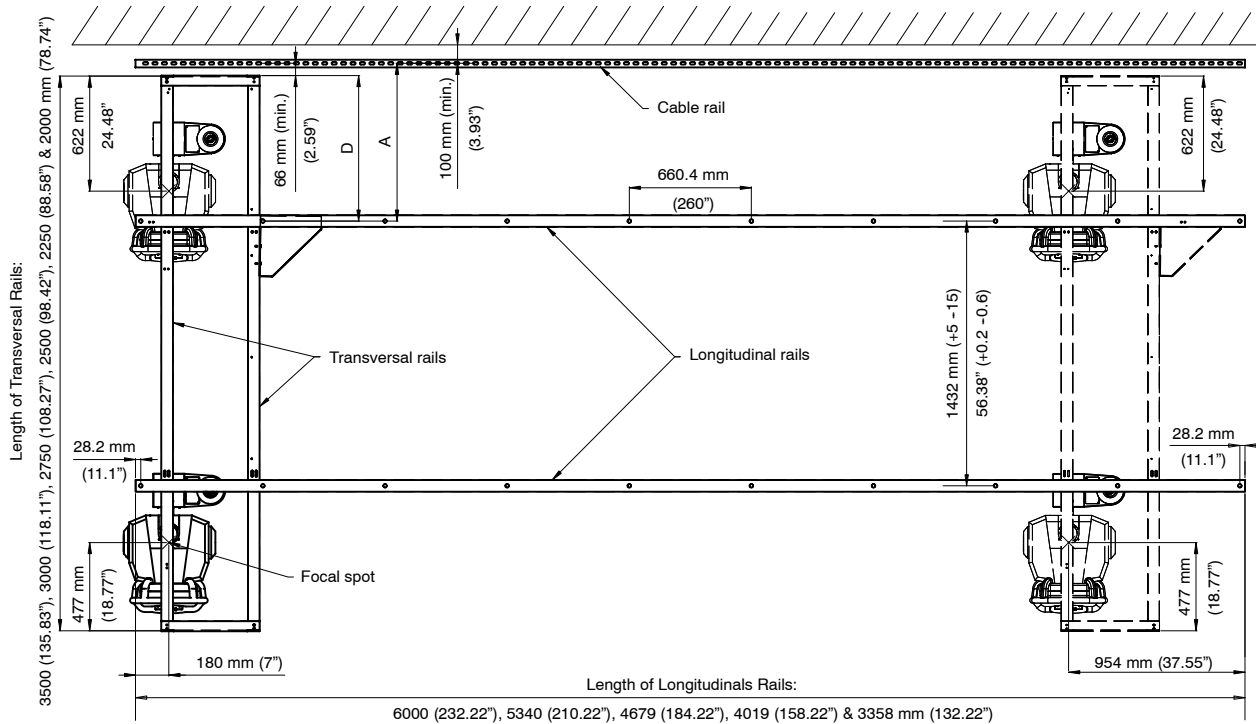 Length of Transversal Rails:
3500 (135.83”), 3000 (118.11”), 2750 (108.27”), 2500 (98.42”), 2250 (88.58”) & 2000 mm (78.74”)
622 mm
24.48”
66 mm (min.)
(2.59”)
D
A
100 mm (min.)
(3.93”)
Cable rail
660.4 mm
(260”)
622 mm
(24.48”)
Transversal rails
Longitudinal rails
1432 mm (+5 -15)
56.38” (+0.2 -0.6)
28.2 mm
(11.1”)
28.2 mm
(11.1”)
Focal spot
477 mm
(18.77”)
477 mm
(18.77”)
180 mm (7”)
954 mm (37.55”)
Length of Longitudinals Rails:
6000 (232.22”), 5340 (210.22”), 4679 (184.22”), 4019 (158.22”) & 3358 mm (132.22”)